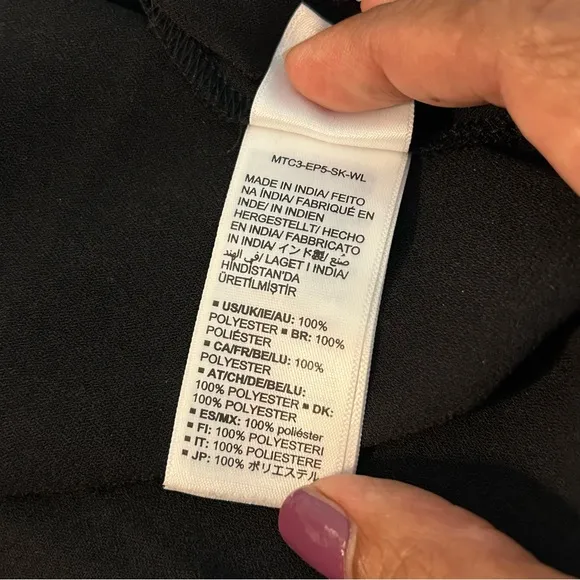 MTC3-EP5-SK-WL
MADE IN INDIA/ FEITO
NA ÍNDIA/ FABRIQUÉ EN
INDE/ IN INDIEN
HERGESTELLT/ HECHO
EN INDIA/ FABBRICATO
IN INDIA/ インド製/ صُنع
في الهند/ LAGET I INDIA/
HİNDİSTAN'DA
ÜRETİLMİŞTİR
■ US/UK/IE/AU: 100%
POLYESTER ■ BR: 100%
POLIÉSTER
■ CA/FR/BE/LU: 100%
POLYESTER
■ AT/CH/DE/BE/LU:
100% POLYESTER ■ DK:
100% POLYESTER
■ ES/MX: 100% poliéster
■ FI: 100% POLYESTERI
■ IT: 100% POLIESTERE
■ JP: 100% ポリエステル